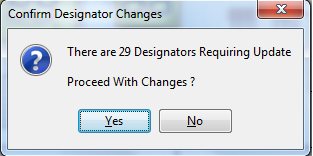 Confirm Designator Changes
There are 29 Designators Requiring Update
Proceed With Changes ?
Yes
No